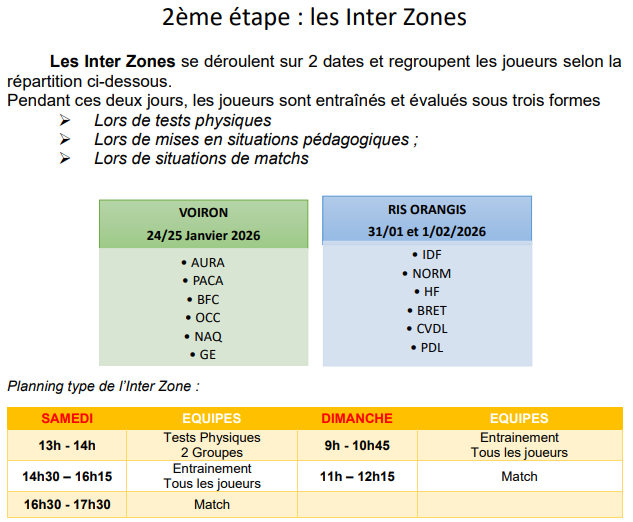 2ème étape : les Inter Zones
Les Inter Zones se déroulent sur 2 dates et regroupent les joueurs selon la
répartition ci-dessous.
Pendant ces deux jours, les joueurs sont entraînés et évalués sous trois formes
➢ Lors de tests physiques
➢ Lors de mises en situations pédagogiques ;
➢ Lors de situations de matchs
VOIRON
24/25 Janvier 2026
• AURA
• PACA
• BFC
• OCC
• NAQ
• GE
RIS ORANGIS
31/01 et 1/02/2026
• IDF
• NORM
• HF
• BRET
• CVDL
• PDL
Planning type de l'Inter Zone :
SAMEDI EQUIPES DIMANCHE EQUIPES
13h - 14h Tests Physiques 2 Groupes 9h - 10h45 Entrainement Tous les joueurs
14h30 – 16h15 Entrainement Tous les joueurs 11h – 12h15 Match
16h30 - 17h30 Match